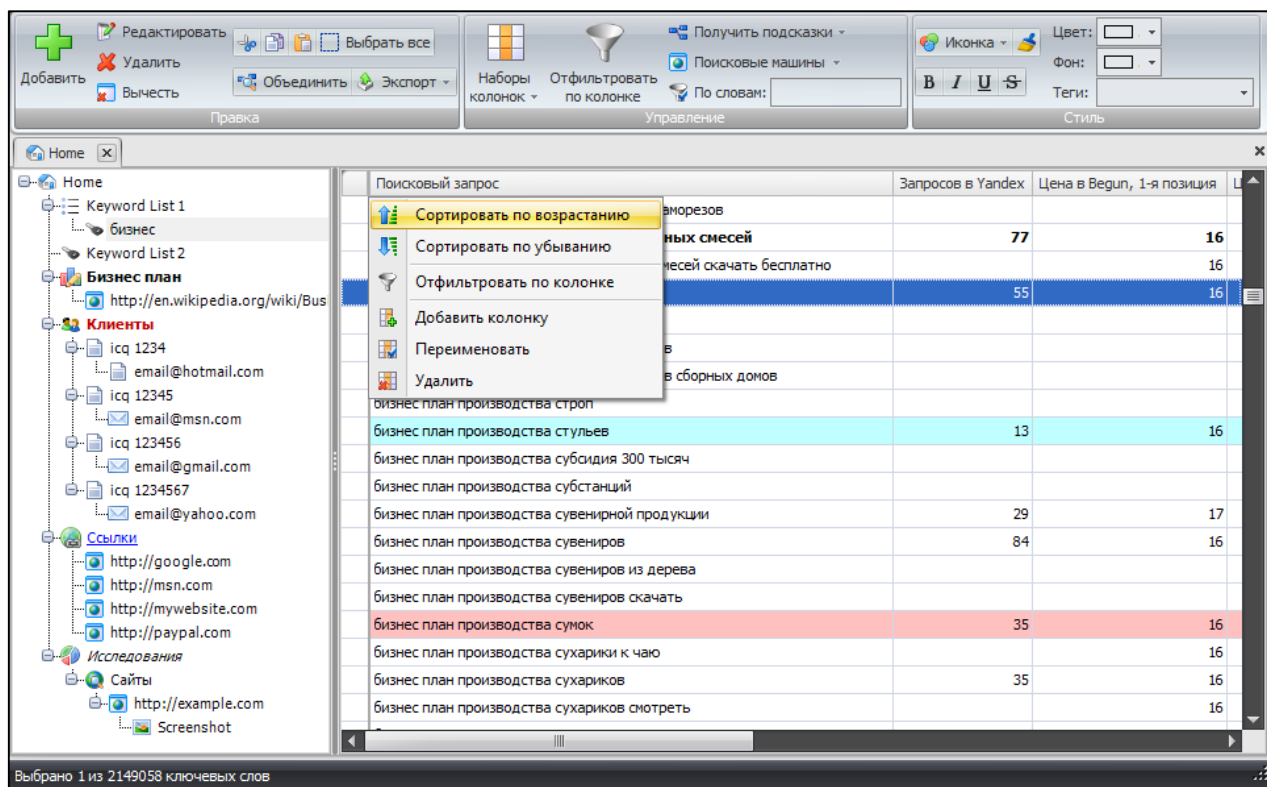 Добавить
Редактировать
Удалить
Вычесть
Выбрать все
Объединить
Экспорт
Правка
Наборы колонок
Отфильтровать по колонке
Получить подсказки
Поисковые машины
По словам:
Управление
Иконка
B I U S
Цвет:
Фон:
Теги:
Стиль
Home
Home
Keyword List 1
бизнес
Keyword List 2
Бизнес план
http://en.wikipedia.org/wiki/Bus
Клиенты
icq 1234
email@hotmail.com
icq 12345
email@msn.com
icq 123456
email@gmail.com
icq 1234567
email@yahoo.com
Ссылки
http://google.com
http://msn.com
http://mywebsite.com
http://paypal.com
Исследования
Сайты
http://example.com
Screenshot
Поисковый запрос Запросов в Yandex Цена в Begun, 1-я позиция Ц
Сортировать по возрастанию
Сортировать по убыванию
Отфильтровать по колонке
Добавить колонку
Переименовать
Удалить
аморезов
ных смесей 77 16
месей скачать бесплатно 16
55 16
в
в сборных домов
бизнес план производства строп
бизнес план производства стульев 13 16
бизнес план производства субсидия 300 тысяч
бизнес план производства субстанций
бизнес план производства сувенирной продукции 29 17
бизнес план производства сувениров 84 16
бизнес план производства сувениров из дерева
бизнес план производства сувениров скачать
бизнес план производства сумок 35 16
бизнес план производства сухарики к чаю 16
бизнес план производства сухариков 35 16
бизнес план производства сухариков смотреть 16
Выбрано 1 из 2149058 ключевых слов